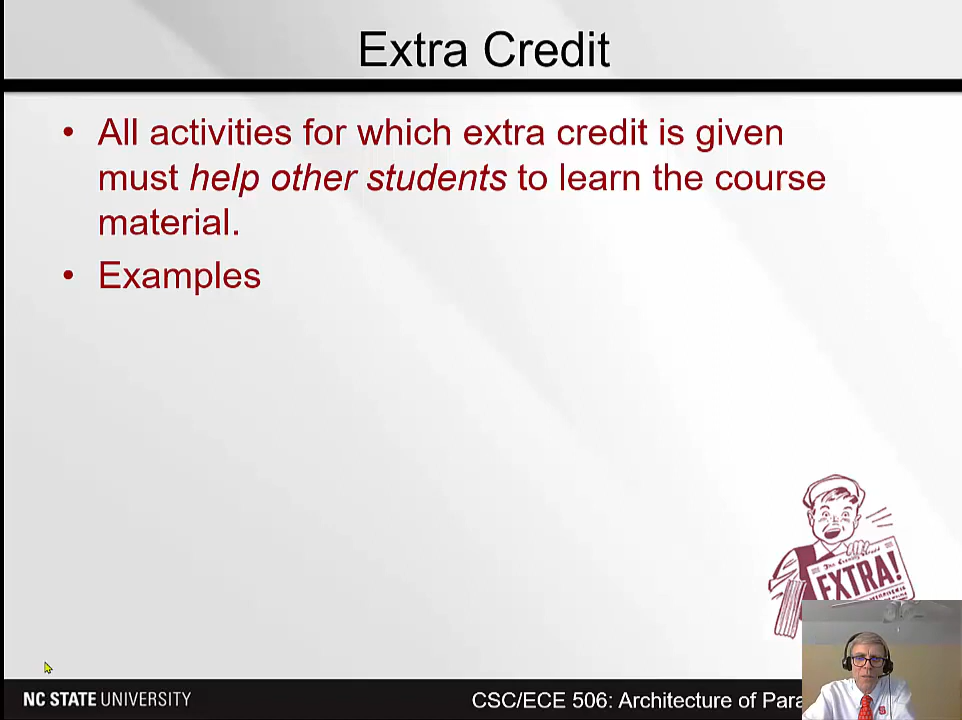 Extra Credit
• All activities for which extra credit is given
must help other students to learn the course
material.
• Examples
EXTRA!
NC STATE UNIVERSITY
CSC/ECE 506: Architecture of Para